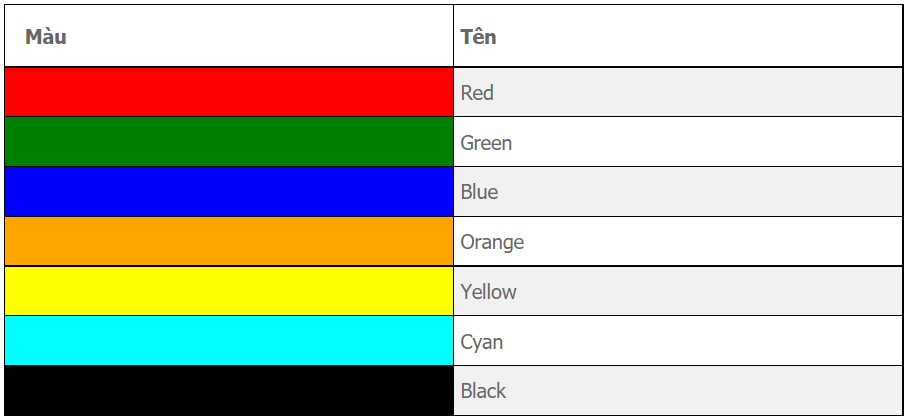 Màu Tên
Red
Green
Blue
Orange
Yellow
Cyan
Black